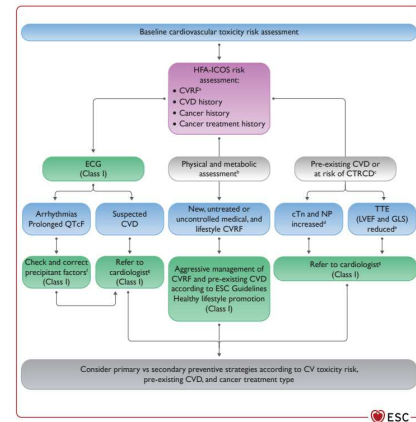 Baseline cardiovascular toxicity risk assessment
HFA-ICOS risk
assessment:
• CVRFa
• CVD history
• Cancer history
• Cancer treatment history
ECG
(Class I)
Physical and metabolic
assessmentb
Pre-existing CVD or
at risk of CTRCDc
Arrhythmias
Prolonged QTcF
Suspected
CVD
New, untreated or
uncontrolled medical, and
lifestyle CVRF
cTn and NP
increasedd
TTE
(LVEF and GLS)
reducede
Check and correct
precipitant factorsf
(Class I)
Refer to
cardiologistg
(Class I)
Aggressive management of
CVRF and pre-existing CVD
according to ESC Guidelines
Healthy lifestyle promotion
(Class I)
Refer to cardiologistg
(Class I)
Consider primary vs secondary preventive strategies according to CV toxicity risk,
pre-existing CVD, and cancer treatment type
ESC